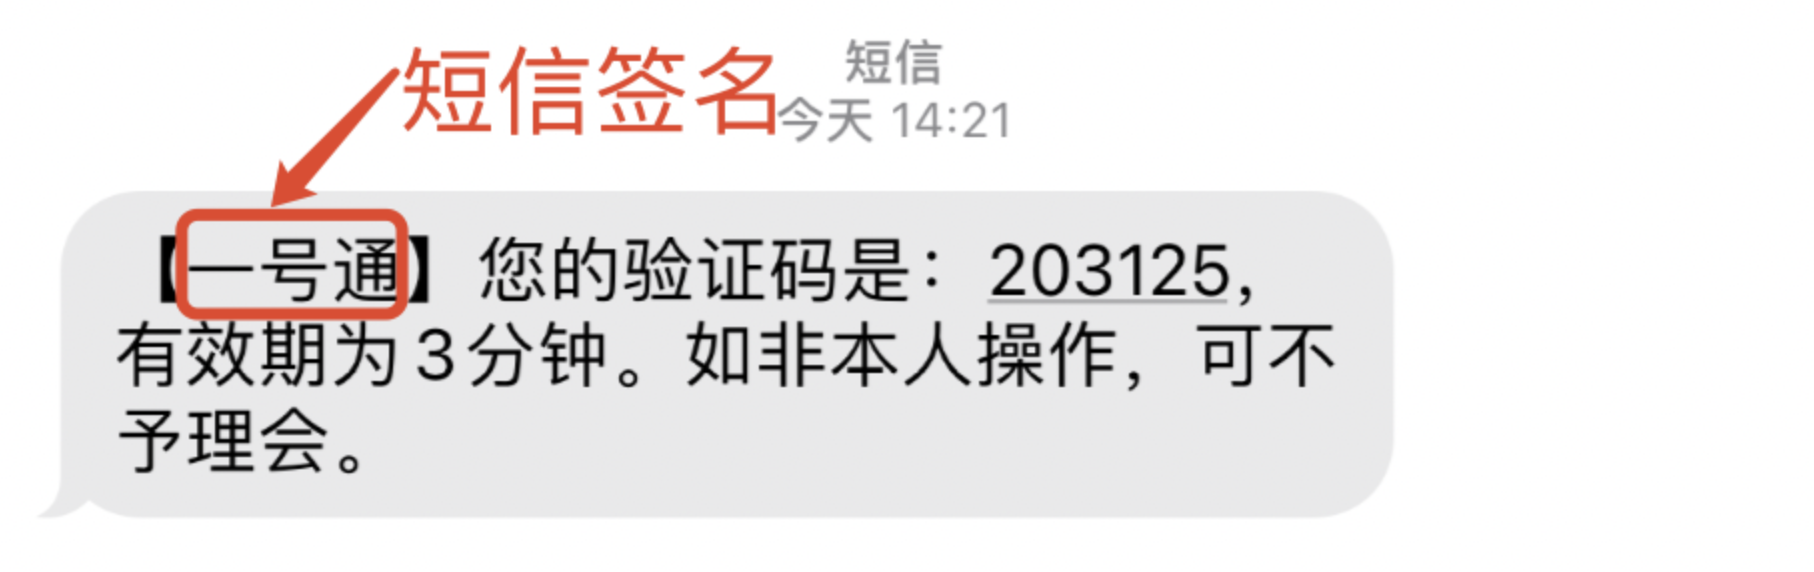 短信签名
短信
今天 14:21
【一号通】您的验证码是：203125，
有效期为3分钟。如非本人操作，可不
予理会。